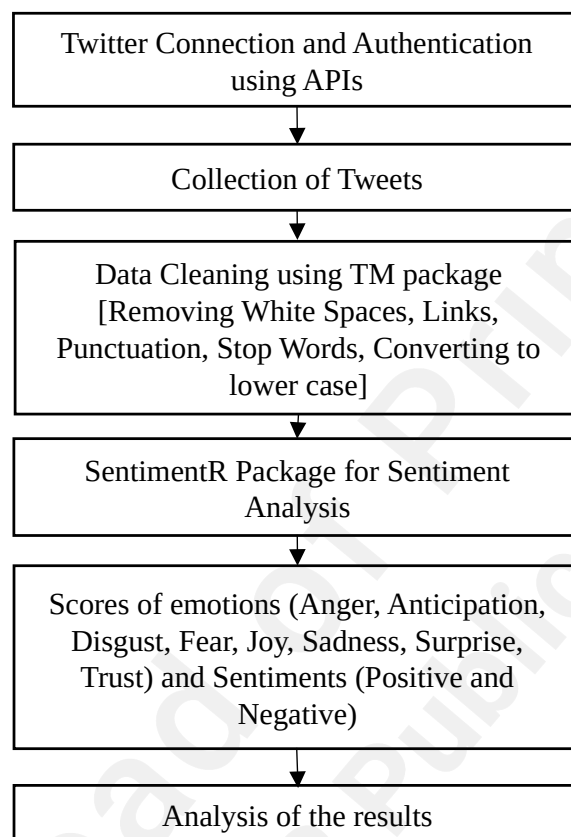 Twitter Connection and Authentication
using APIs
Collection of Tweets
Data Cleaning using TM package
[Removing White Spaces, Links,
Punctuation, Stop Words, Converting to
lower case]
SentimentR Package for Sentiment
Analysis
Scores of emotions (Anger, Anticipation,
Disgust, Fear, Joy, Sadness, Surprise,
Trust) and Sentiments (Positive and
Negative)
Analysis of the results